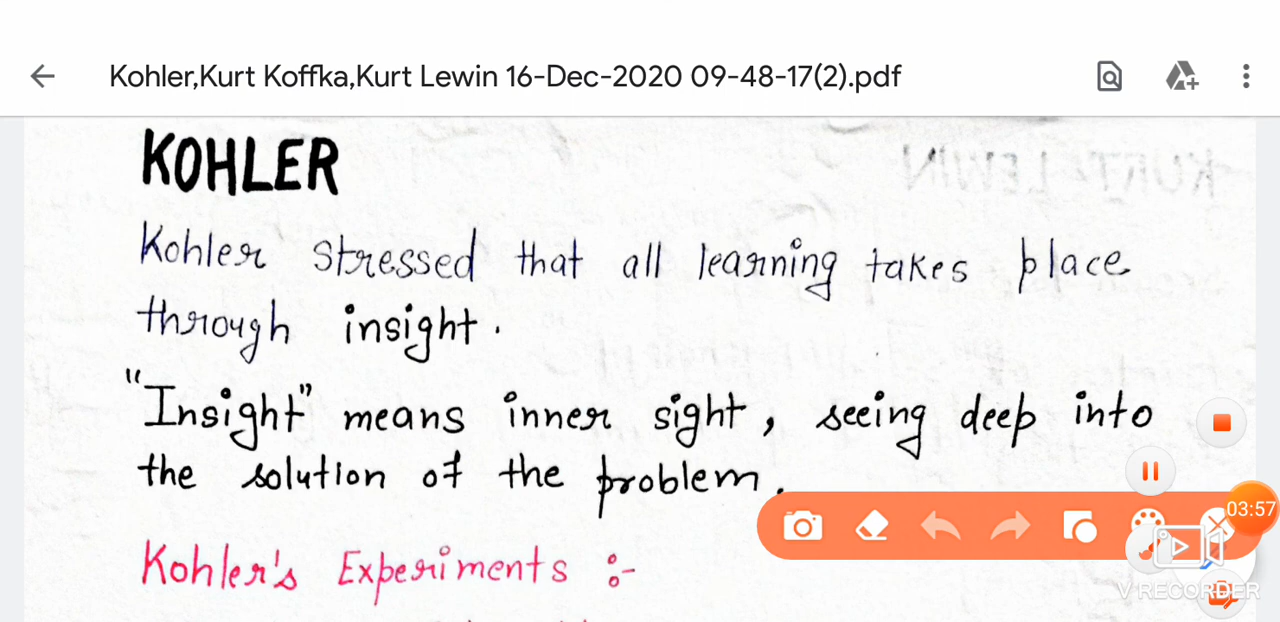 Kohler,Kurt Koffka,Kurt Lewin 16-Dec-2020 09-48-17(2).pdf
KOHLER
KURT LEWIN
Kohler stressed that all learning takes place
through insight.
"Insight" means inner sight, seeing deep into
the solution of the problem.
03:57
Kohler's Experiments :-
V RECORDER